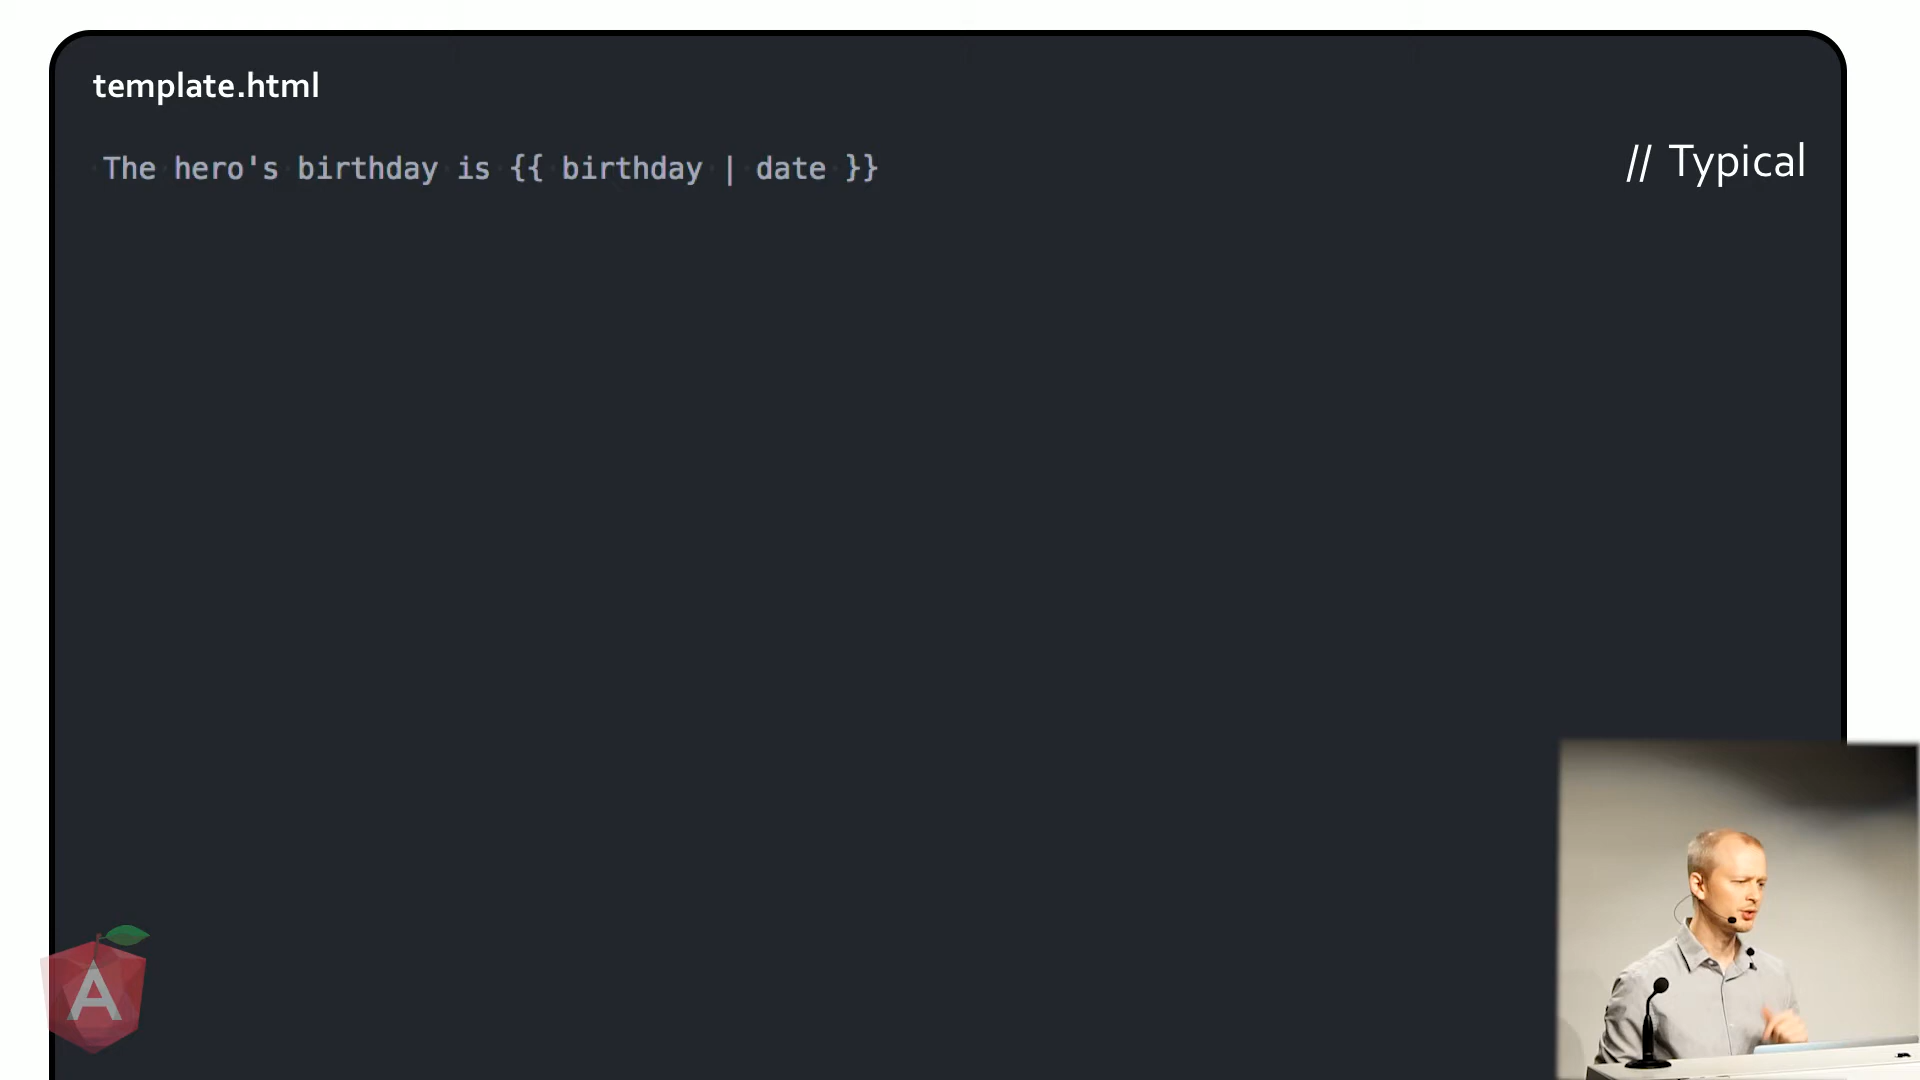 template.html
The hero's birthday is {{ birthday | date }}
// Typical
A